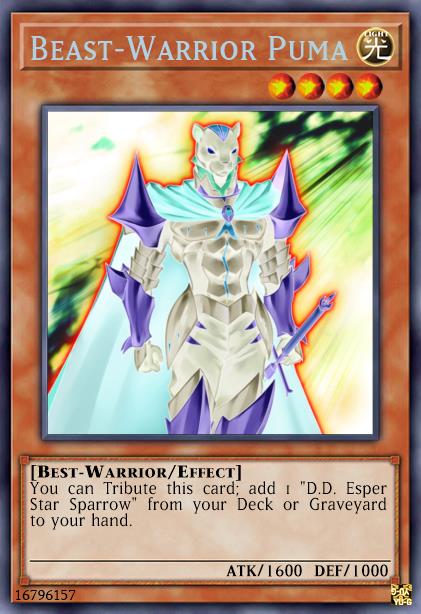 BEAST-WARRIOR PUMA
LIGHT
光
[BEST-WARRIOR/EFFECT]
You can Tribute this card; add 1 "D.D. Esper
Star Sparrow" from your Deck or Graveyard
to your hand.
ATK/1600 DEF/1000
16796157